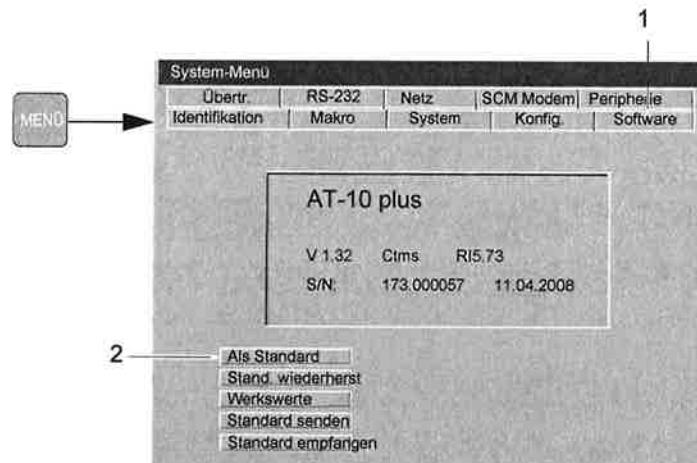 1
System-Menü
Übertr. RS-232 Netz SCM Modem Peripherie
MENÜ
Identifikation Makro System Konfig. Software
AT-10 plus
V 1.32 Ctms RI5.73
S/N: 173.000057 11.04.2008
2
Als Standard
Stand. wiederherst
Werkswerte
Standard senden
Standard empfangen